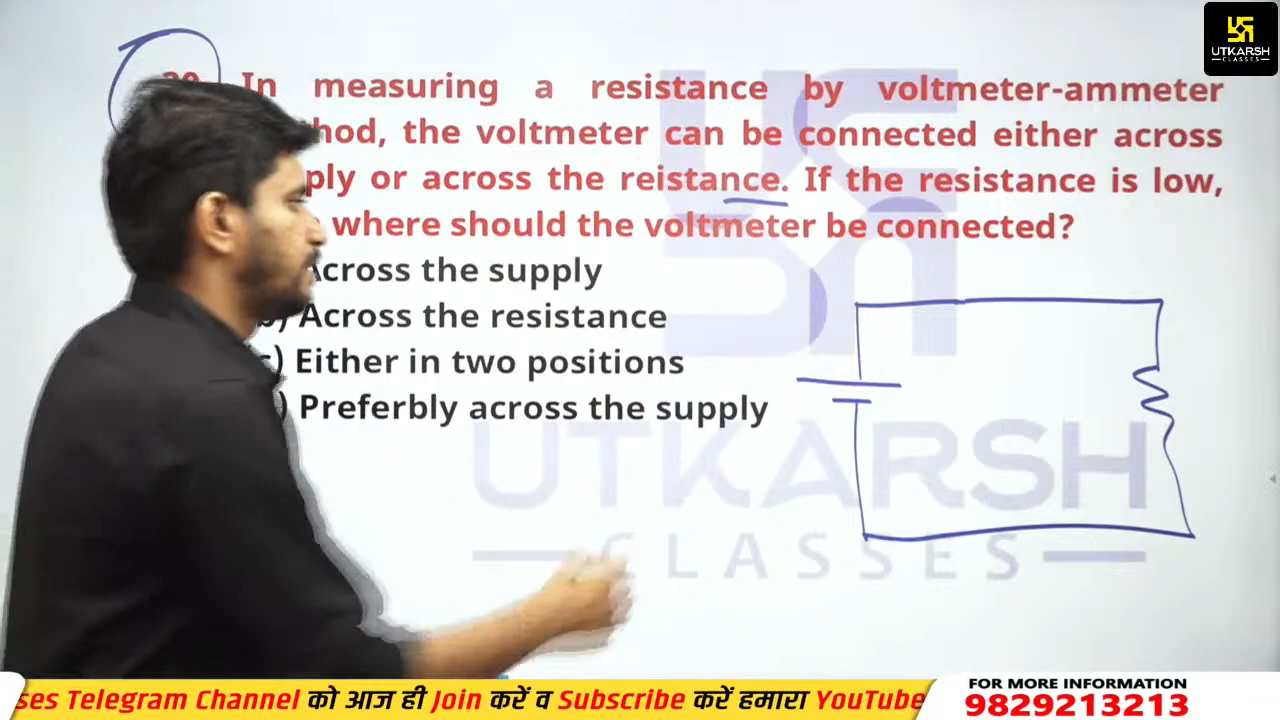 UTKARSH
CLASSES
In measuring a resistance by voltmeter-ammeter
the voltmeter can be connected either across
or across the reistance. If the resistance is low,
where should the voltmeter be connected?
Across the supply
b) Across the resistance
c) Either in two positions
) Preferbly across the supply
UTKARSH
CLASSES
Telegram Channel को आज ही Join करें व Subscribe करें हमारा YouTube
FOR MORE INFORMATION
9829213213